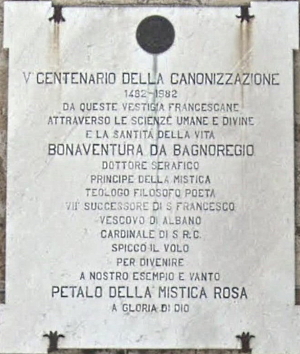 V° CENTENARIO DELLA CANONIZZAZIONE
1482-1982
DA QUESTE VESTIGIA FRANCESCANE
ATTRAVERSO LE SCIENZE UMANE E DIVINE
E LA SANTITÀ DELLA VITA
BONAVENTURA DA BAGNOREGIO
DOTTORE SERAFICO
PRINCIPE DELLA MISTICA
TEOLOGO FILOSOFO POETA
VII° SUCCESSORE DI S. FRANCESCO
VESCOVO DI ALBANO
CARDINALE DI S. R. C.
SPICCO IL VOLO
PER DIVENIRE
A NOSTRO ESEMPIO E VANTO
PETALO DELLA MISTICA ROSA
A GLORIA DI DIO